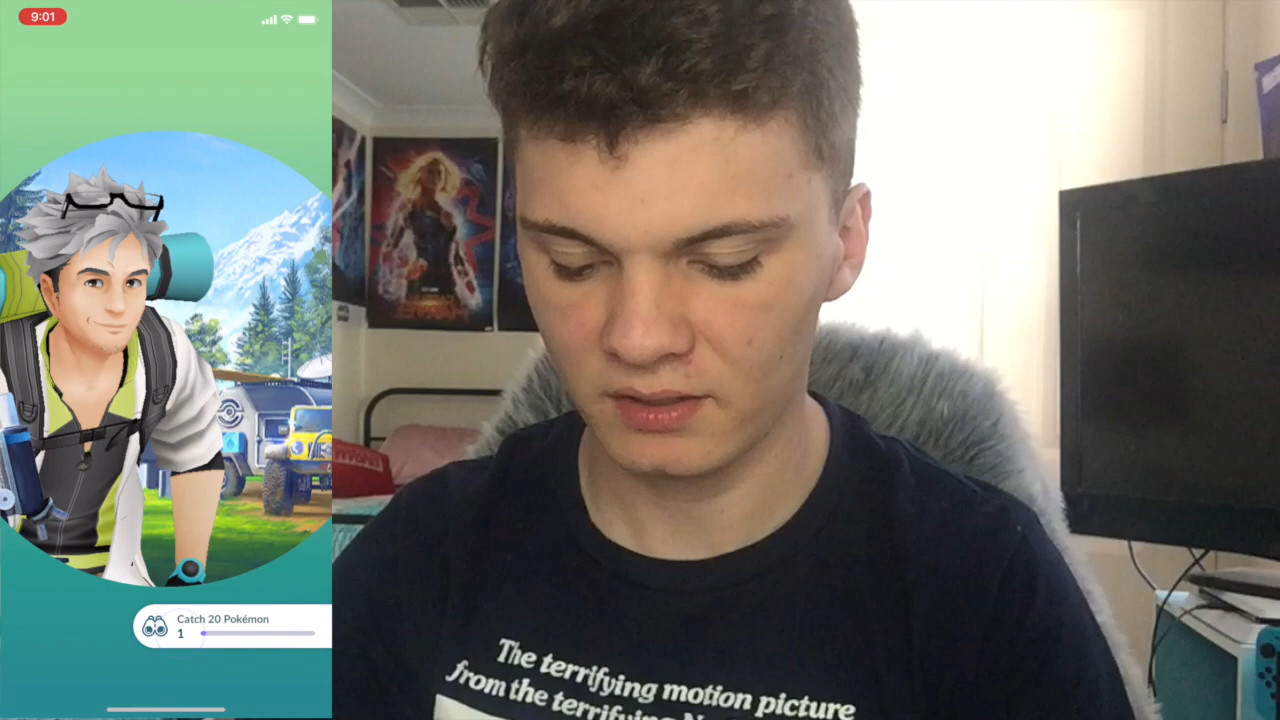 9:01
Catch 20 Pokémon
1
The terrifying motion picture
from the terrifying N